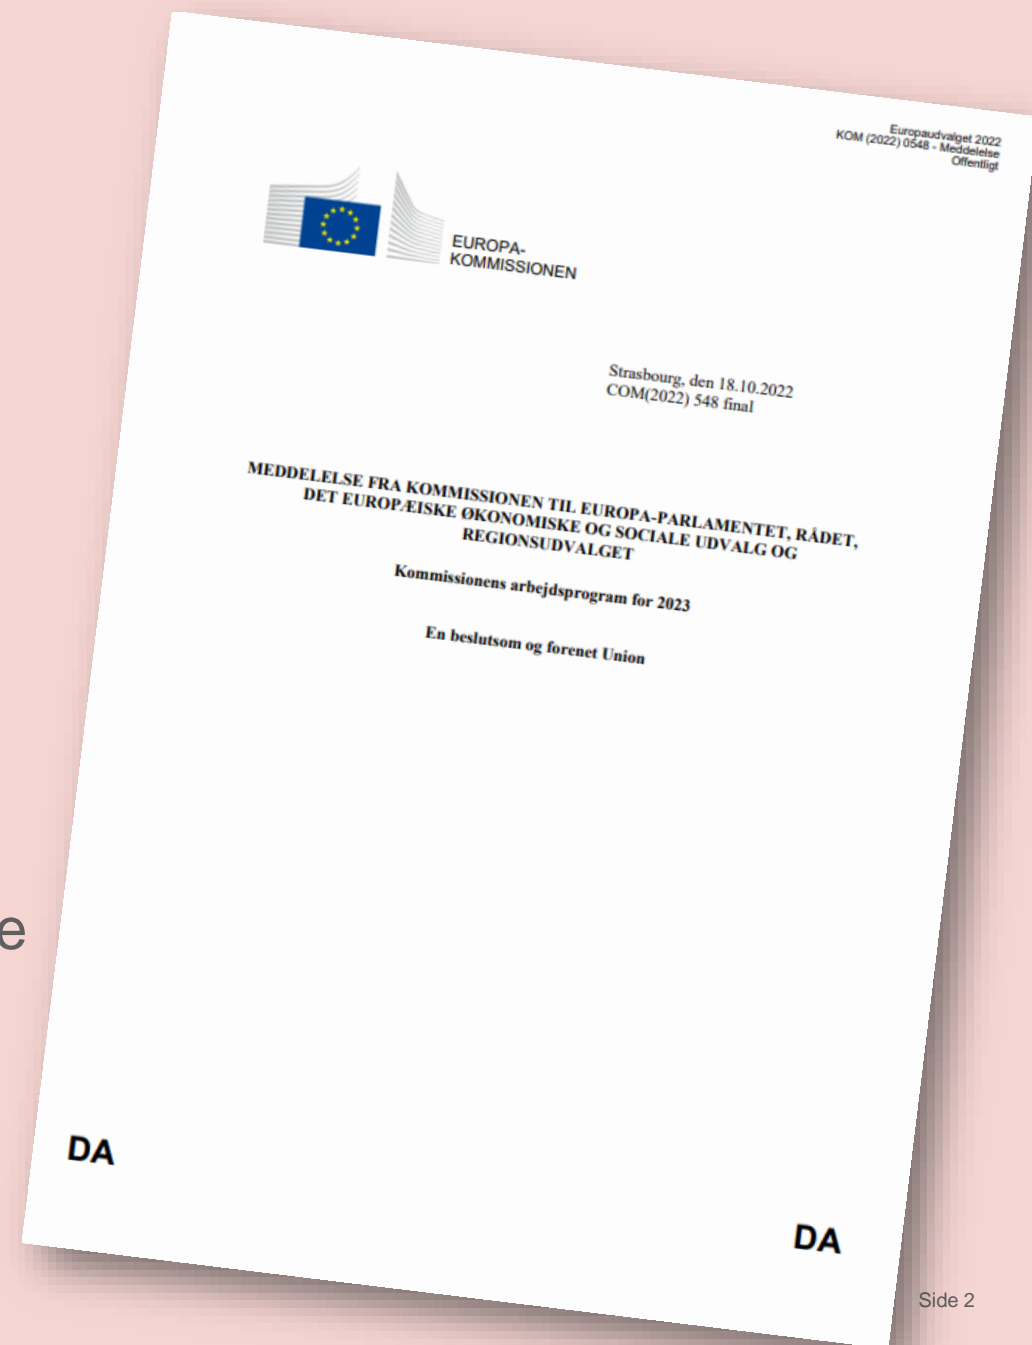 Europaudvalget 2022
KOM (2022) 0548 - Meddelelse
Offentligt
EUROPA-
KOMMISSIONEN
Strasbourg, den 18.10.2022
COM(2022) 548 final
MEDDELELSE FRA KOMMISSIONEN TIL EUROPA-PARLAMENTET, RÅDET,
DET EUROPÆISKE ØKONOMISKE OG SOCIALE UDVALG OG
REGIONSUDVALGET
Kommissionens arbejdsprogram for 2023
En beslutsom og forenet Union
e
DA
DA
Side 2